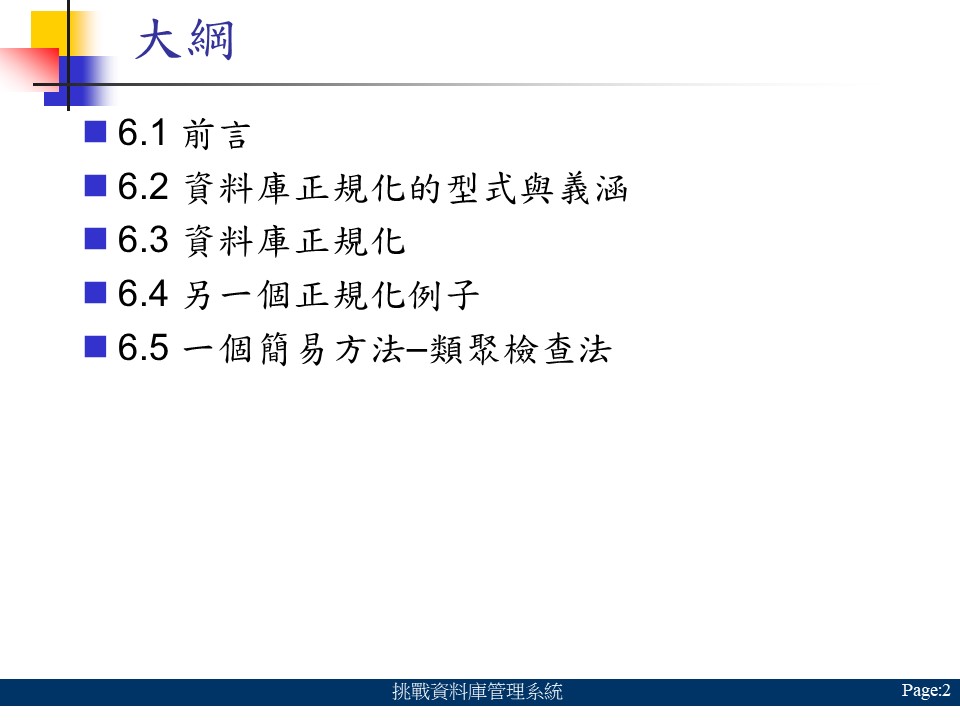 大綱
6.1 前言
6.2 資料庫正規化的型式與義涵
6.3 資料庫正規化
6.4 另一個正規化例子
6.5 一個簡易方法–類聚檢查法
挑戰資料庫管理系統
Page:2